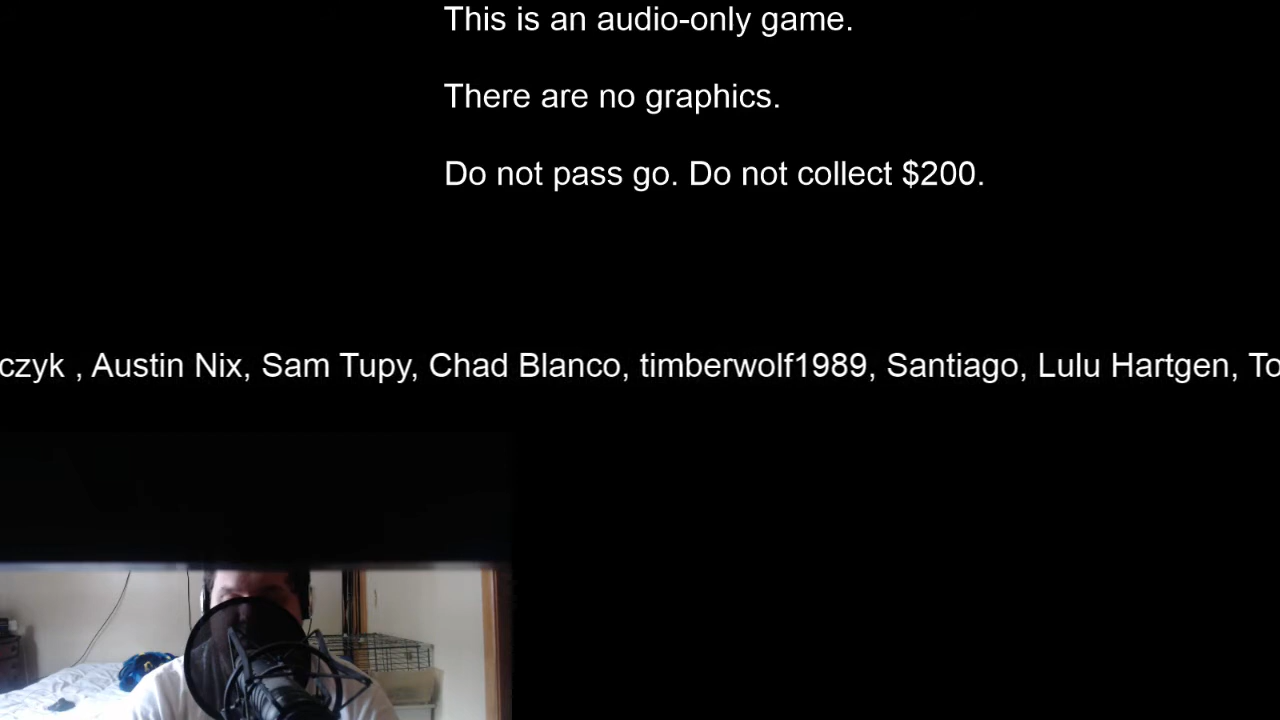 This is an audio-only game.
There are no graphics.
Do not pass go. Do not collect $200.
czyk , Austin Nix, Sam Tupy, Chad Blanco, timberwolf1989, Santiago, Lulu Hartgen, To